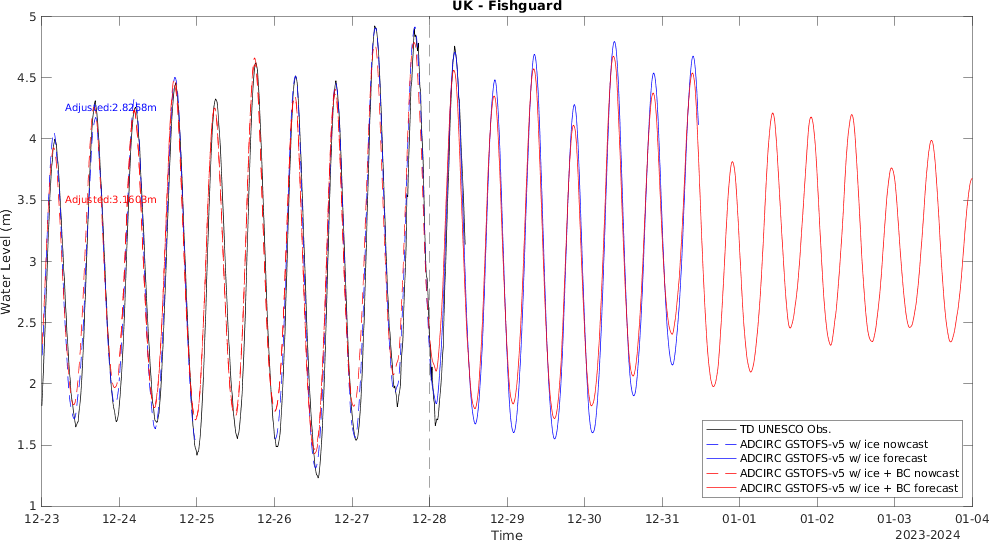 UK - Fishguard
5
4.5
4
3.5
3
2.5
2
1.5
1
Water Level (m)
Adjusted:2.8268m
Adjusted:3.1603m
TD UNESCO Obs.
ADCIRC GSTOFS-v5 w/ ice nowcast
ADCIRC GSTOFS-v5 w/ ice forecast
ADCIRC GSTOFS-v5 w/ ice + BC nowcast
ADCIRC GSTOFS-v5 w/ ice + BC forecast
12-23 12-24 12-25 12-26 12-27 12-28 12-29 12-30 12-31 01-01 01-02 01-03 01-04
Time
2023-2024